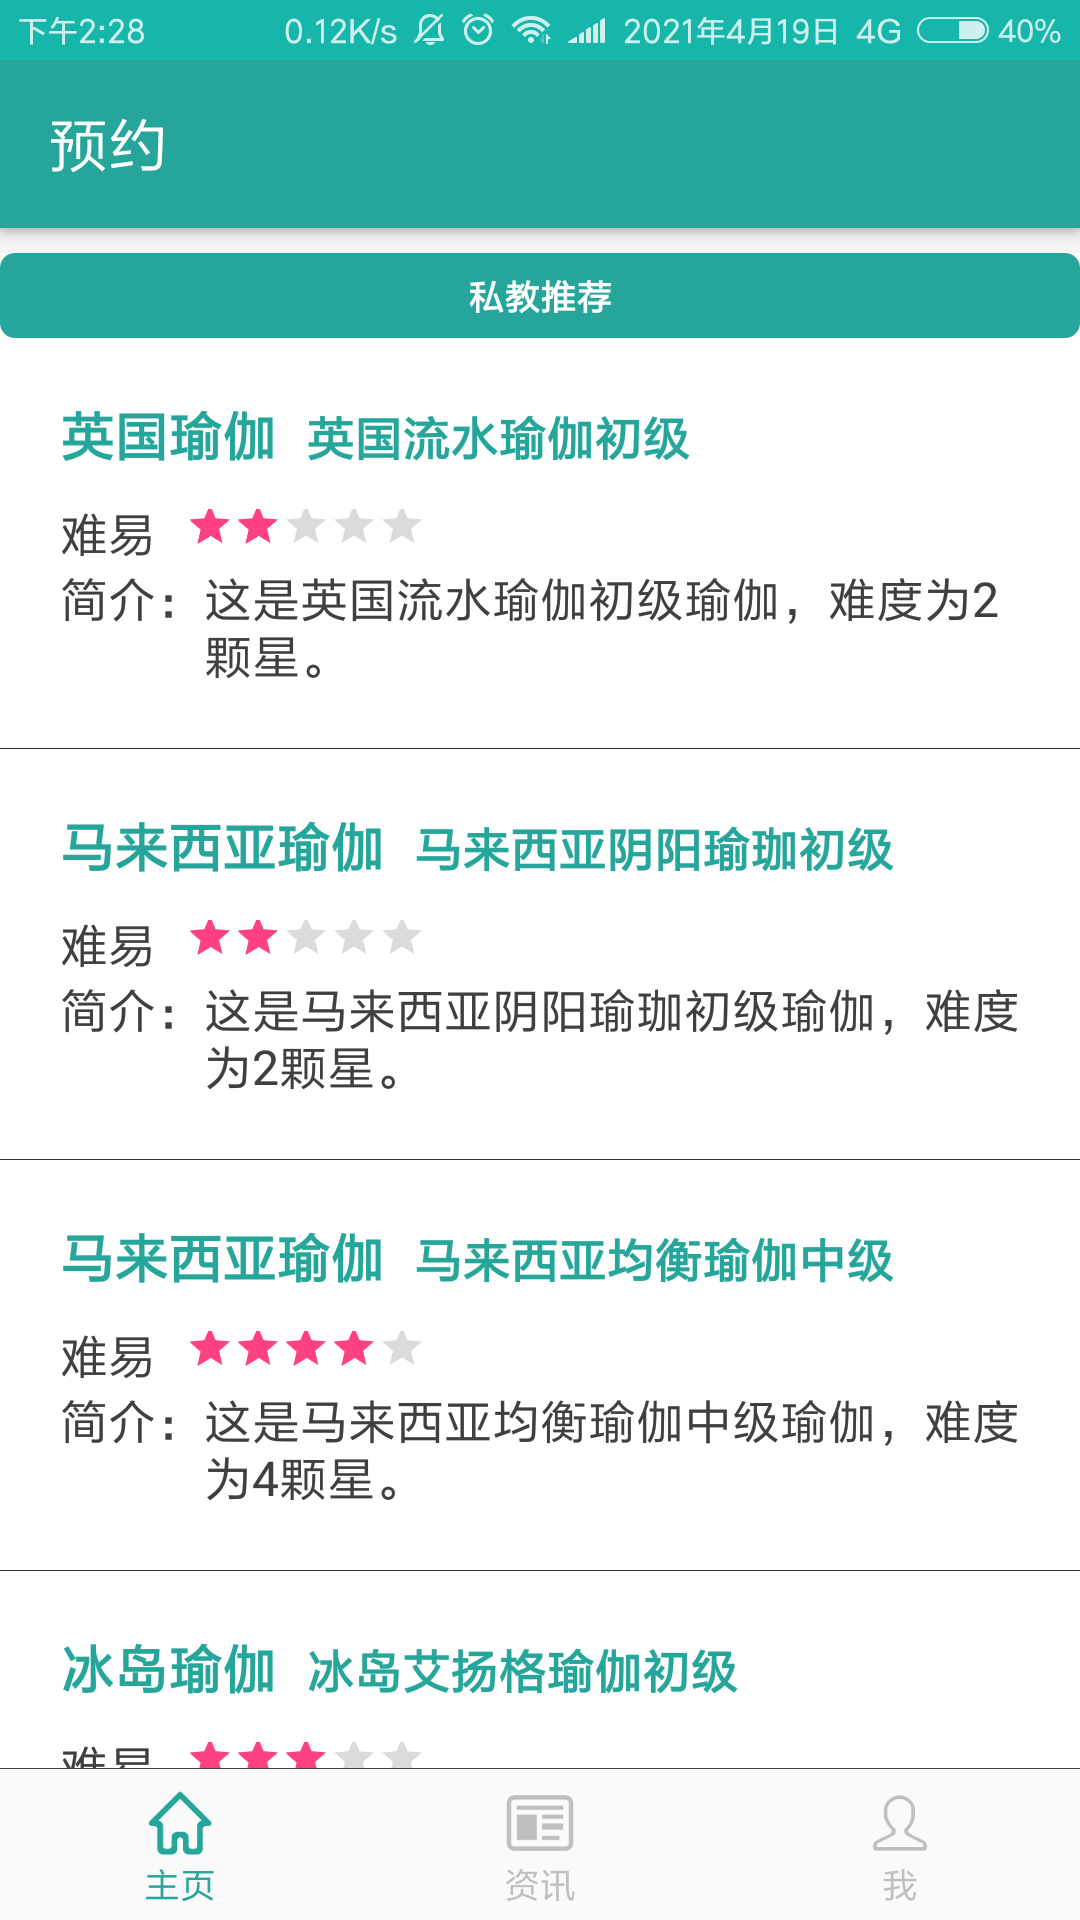 下午2:28 0.12K/s 2021年4月19日 4G 40%
预约
私教推荐
英国瑜伽 英国流水瑜伽初级
难易
简介：这是英国流水瑜伽初级瑜伽，难度为2
颗星。
马来西亚瑜伽 马来西亚阴阳瑜珈初级
难易
简介：这是马来西亚阴阳瑜珈初级瑜伽，难度
为2颗星。
马来西亚瑜伽 马来西亚均衡瑜伽中级
难易
简介：这是马来西亚均衡瑜伽中级瑜伽，难度
为4颗星。
冰岛瑜伽 冰岛艾扬格瑜伽初级
难易
主页 资讯 我